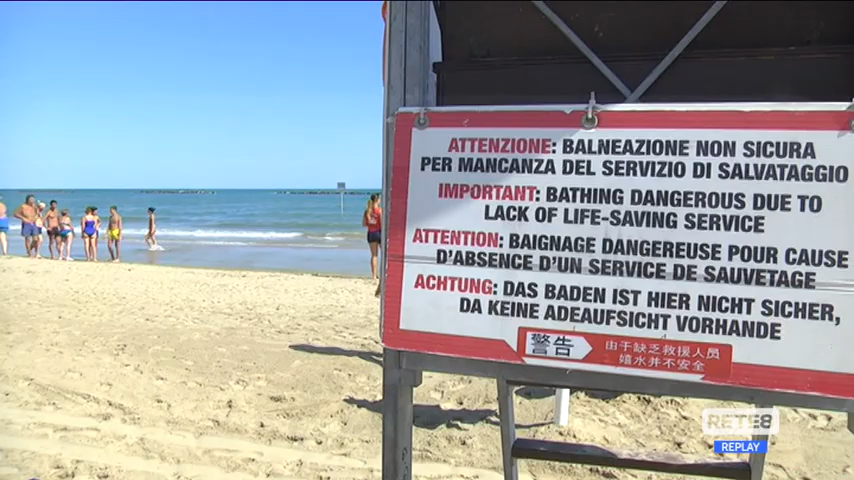 ATTENZIONE: BALNEAZIONE NON SICURA
PER MANCANZA DEL SERVIZIO DI SALVATAGGIO
IMPORTANT: BATHING DANGEROUS DUE TO
LACK OF LIFE-SAVING SERVICE
ATTENTION: BAIGNAGE DANGEREUSE POUR CAUSE
D'ABSENCE D'UN SERVICE DE SAUVETAGE
ACHTUNG: DAS BADEN IST HIER NICHT SICHER,
DA KEINE ADEAUFSICHT VORHANDE
警告
由于缺乏救援人员
嬉水并不安全
RETE8
REPLAY